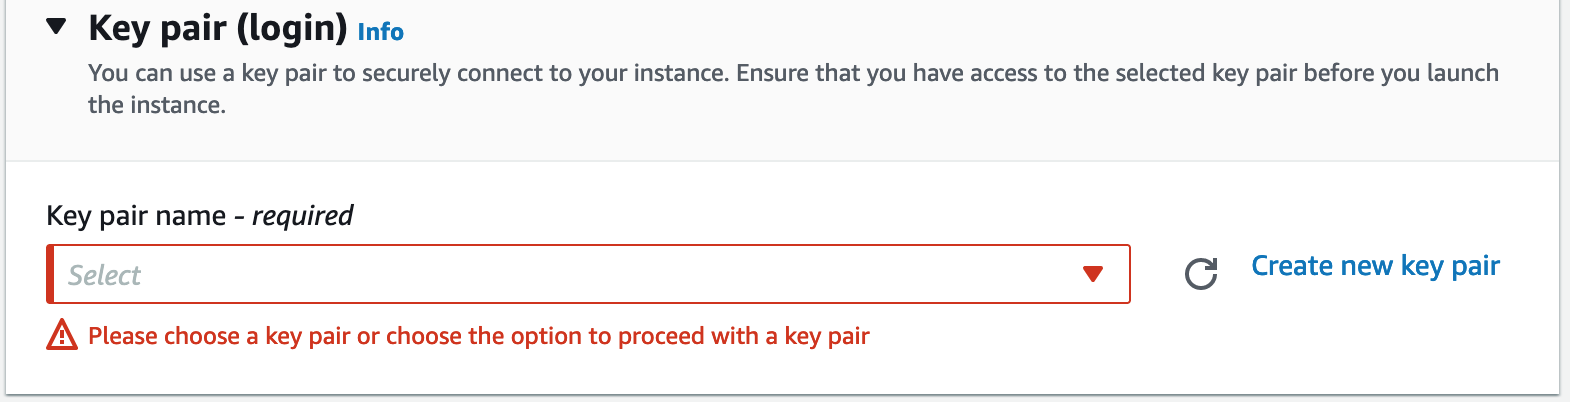 Key pair (login) Info
You can use a key pair to securely connect to your instance. Ensure that you have access to the selected key pair before you launch
the instance.
Key pair name - required
Select
Create new key pair
Please choose a key pair or choose the option to proceed with a key pair